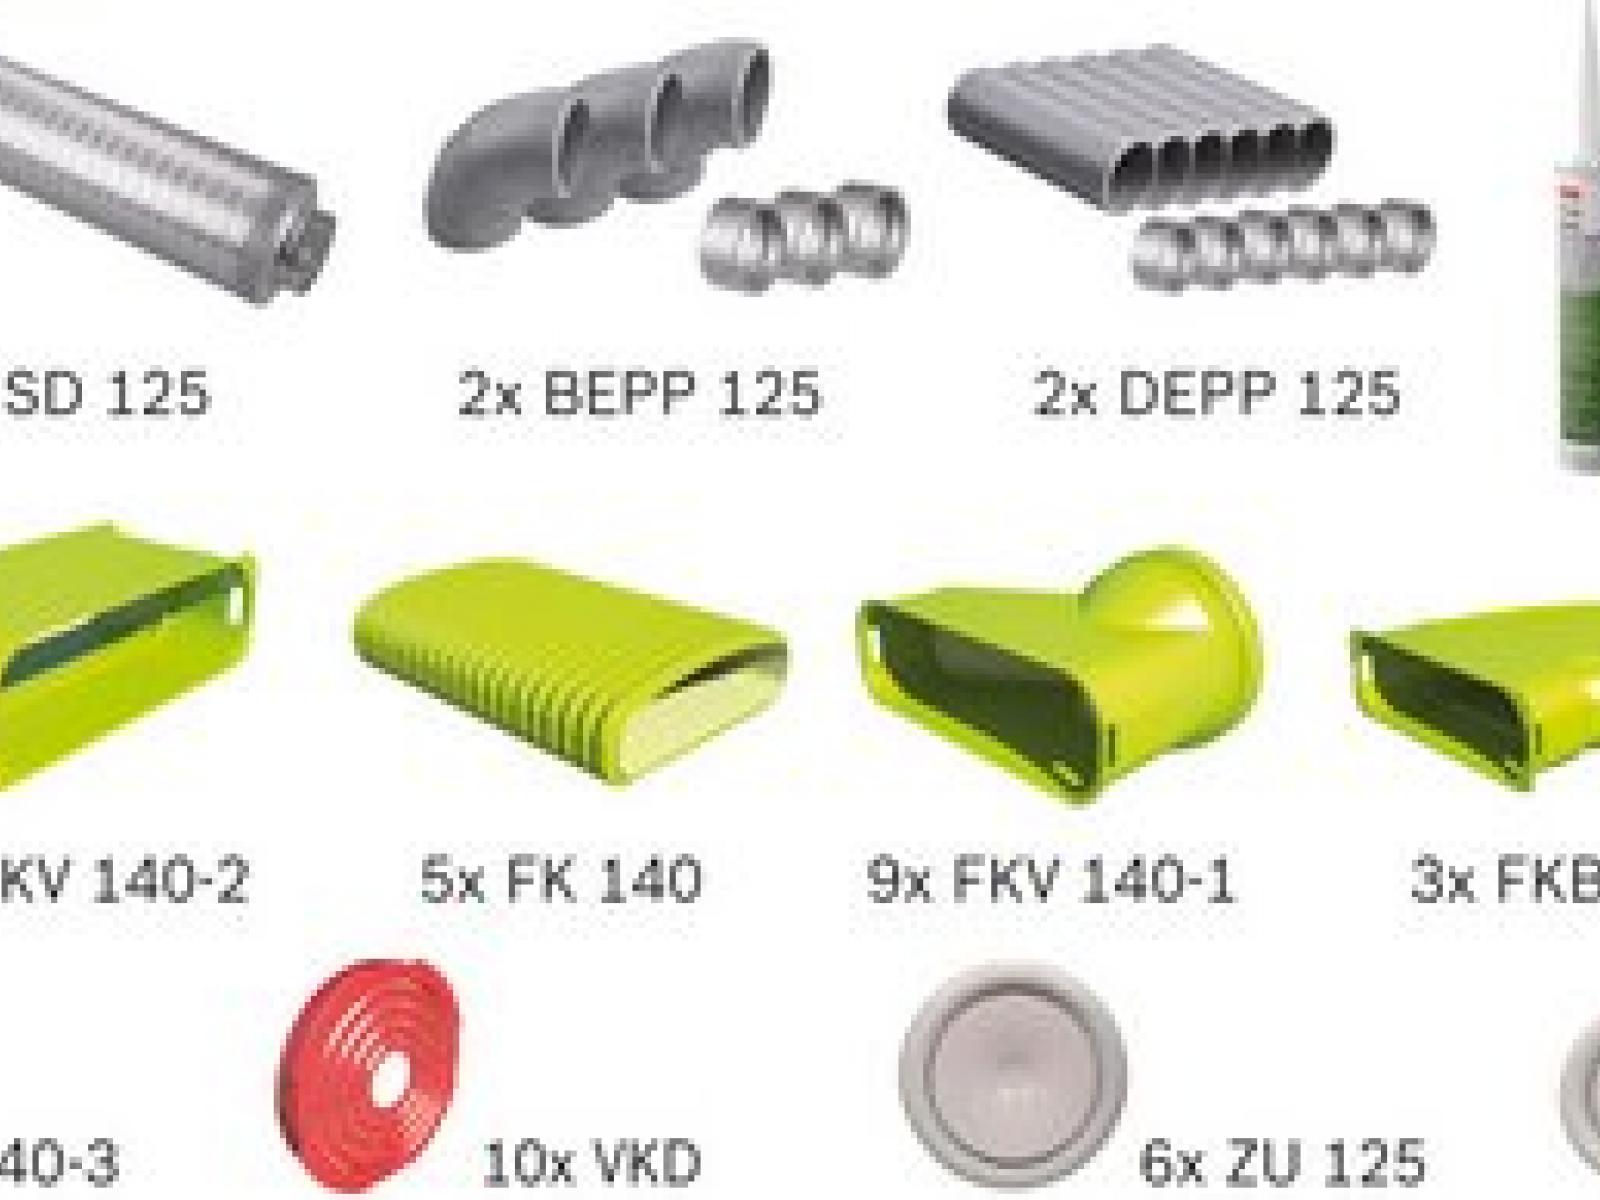 SD 125
2x BEPP 125
2x DEPP 125
KV 140-2
5x FK 140
9x FKV 140-1
3x FKB
40-3
10x VKD
6x ZU 125